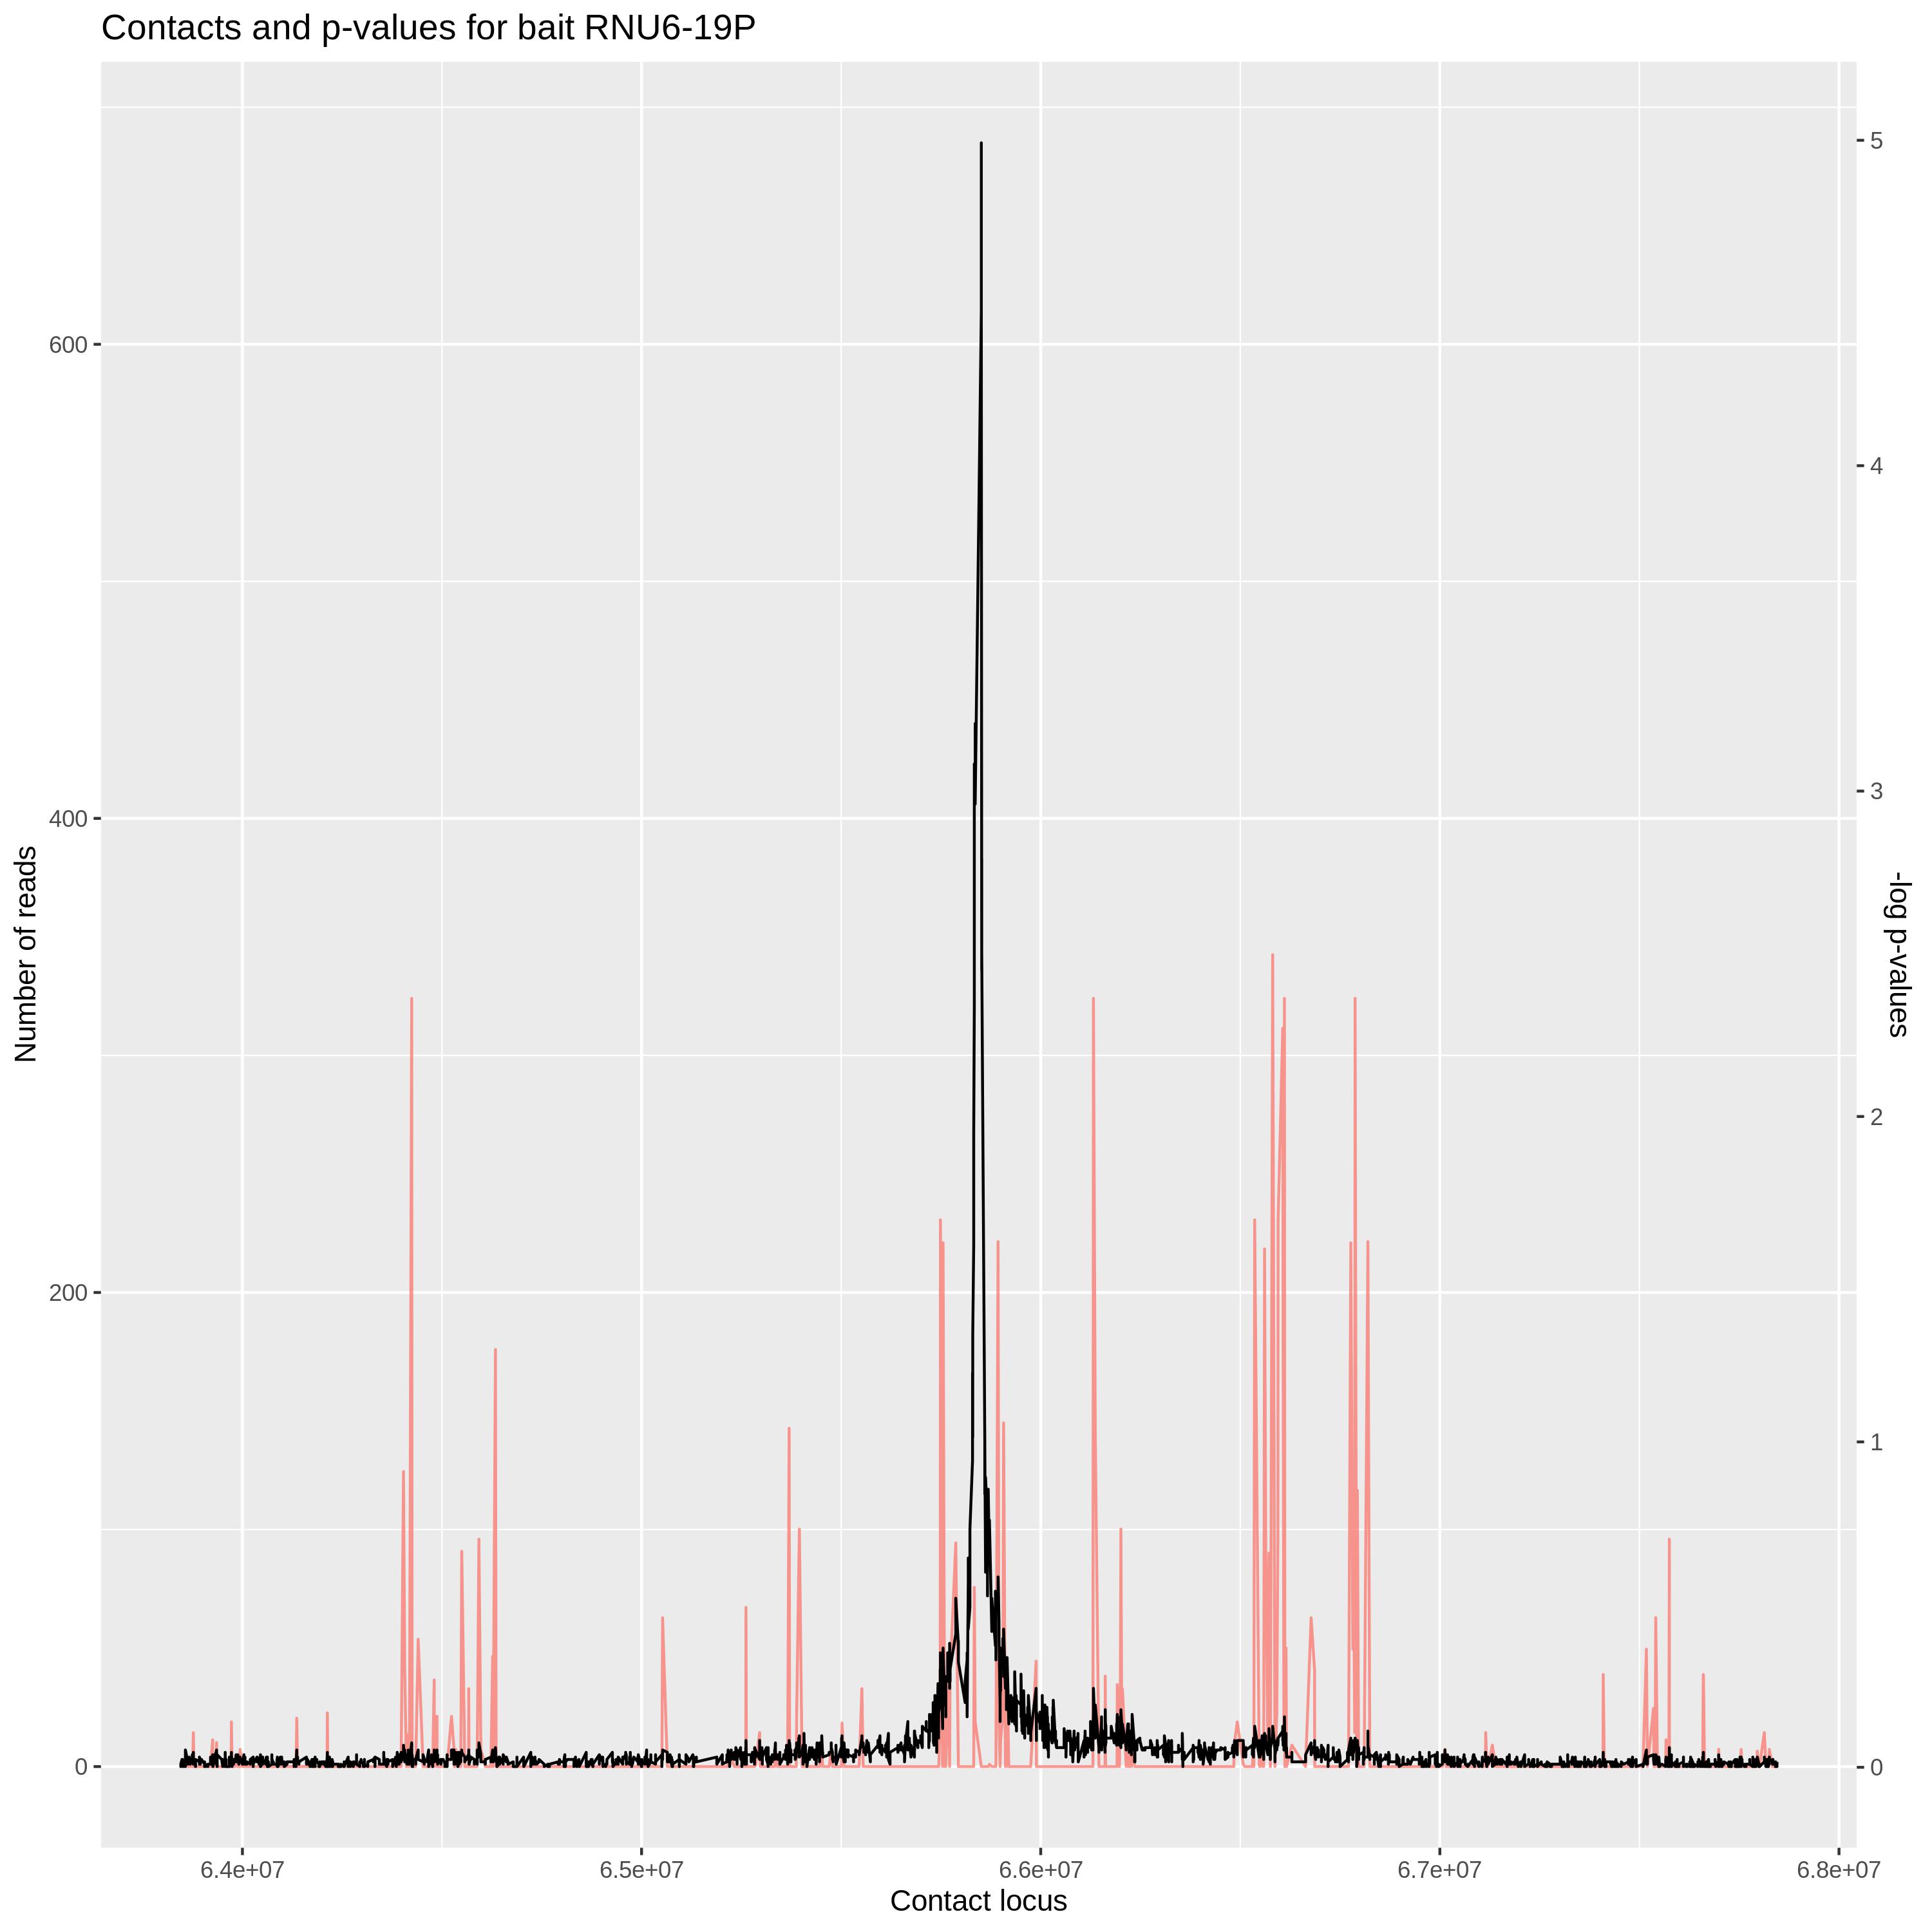 Contacts and p-values for bait RNU6-19P
Number of reads
600
400
200
0
5
4
3
2
1
0
-log p-values
6.4e+07
6.5e+07
6.6e+07
6.7e+07
6.8e+07
Contact locus